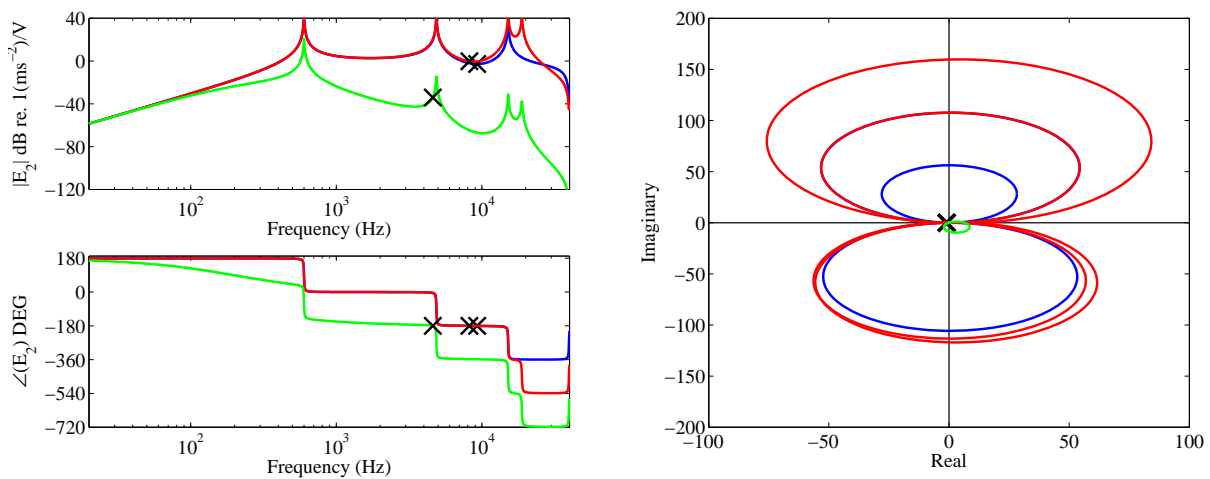 |E₂| dB re. 1(ms⁻²)/V
40
0
−40
−80
−120
10² 10³ 10⁴
Frequency (Hz)
∠(E₂) DEG
180
0
−180
−360
−540
−720
10² 10³ 10⁴
Frequency (Hz)
Imaginary
200
150
100
50
0
−50
−100
−150
−200
−100 −50 0 50 100
Real